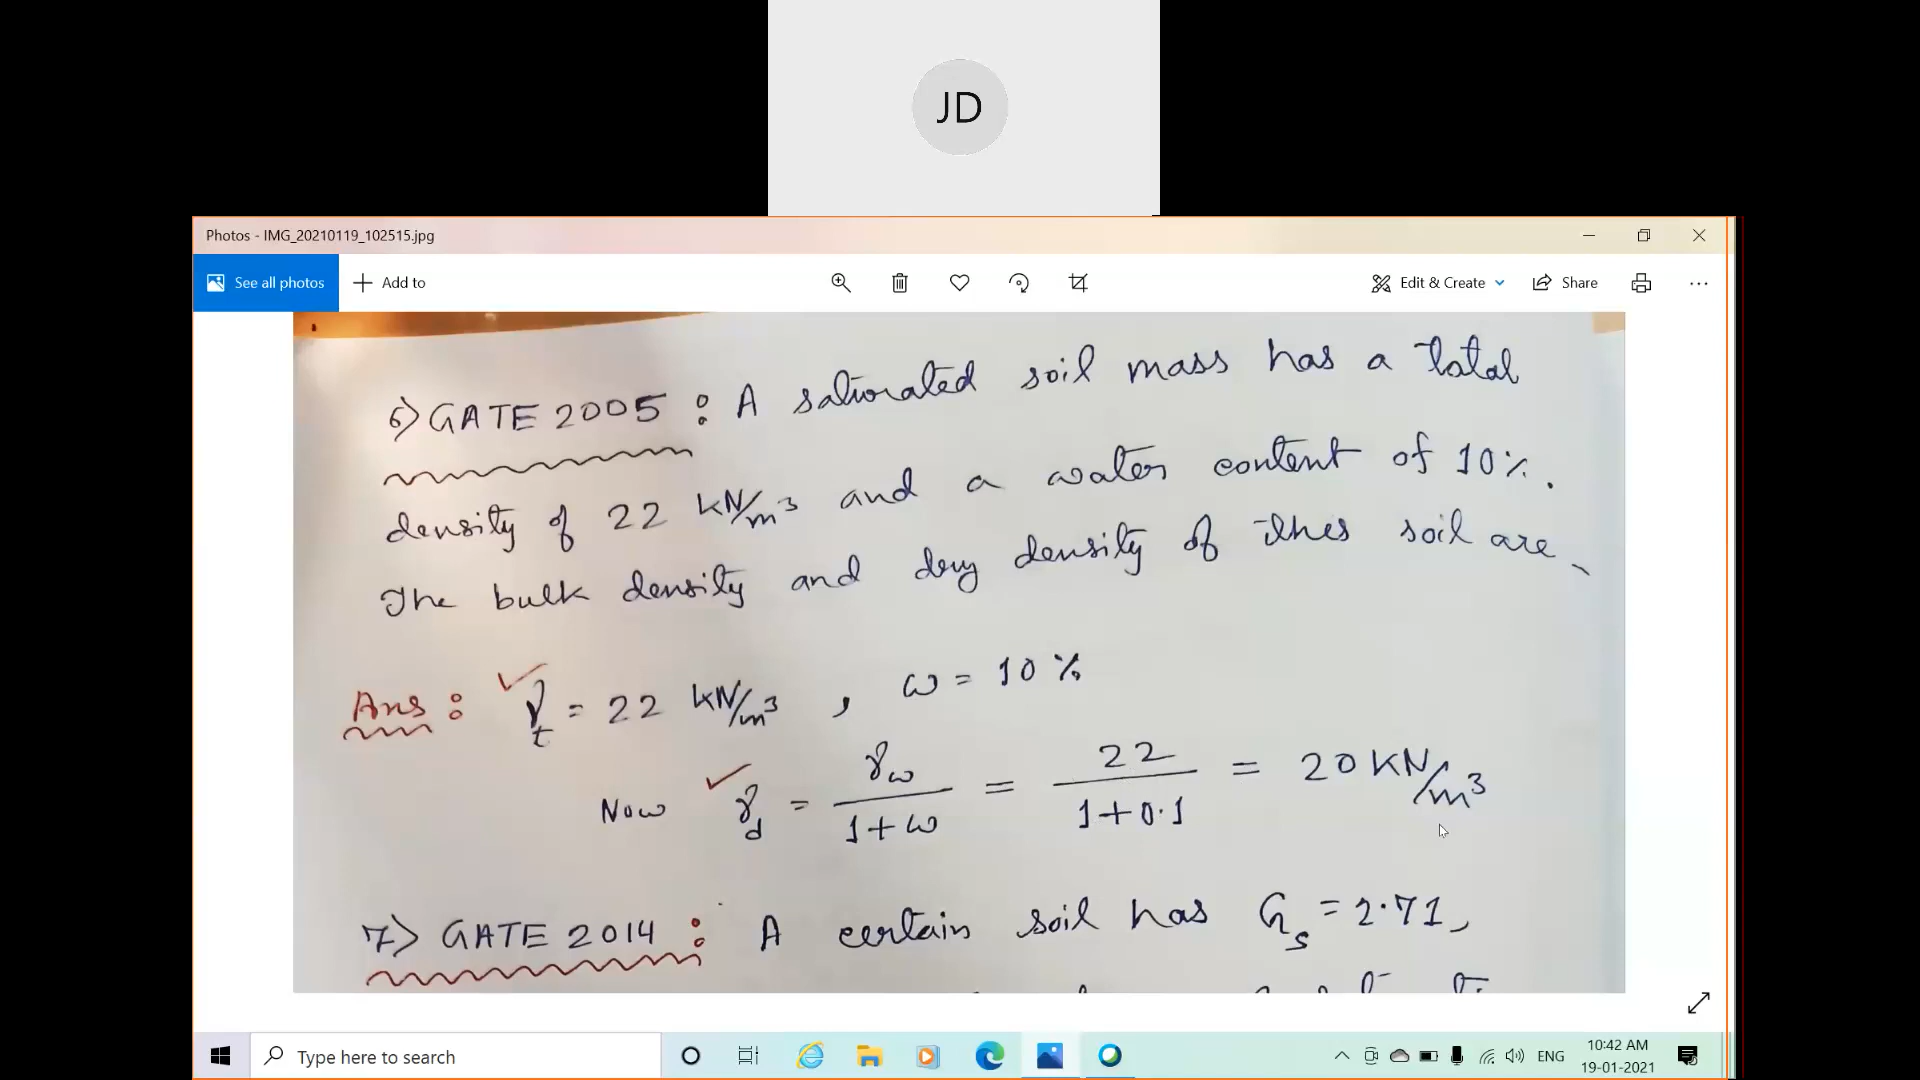 JD
Photos - IMG_20210119_102515.jpg
See all photos
Add to
Edit & Create
Share
6) GATE 2005 : A saturated soil mass has a total
density of 22 kN/m³ and a water content of 10%.
The bulk density and dry density of thes soil are
Ans : γt = 22 kN/m³ , ω = 10 %
Now γd = γω / 1+ω = 22 / 1+0.1 = 20 KN/m³
7) GATE 2014 : A certain soil has Gs = 2.71,
Type here to search
ENG
10:42 AM
19-01-2021